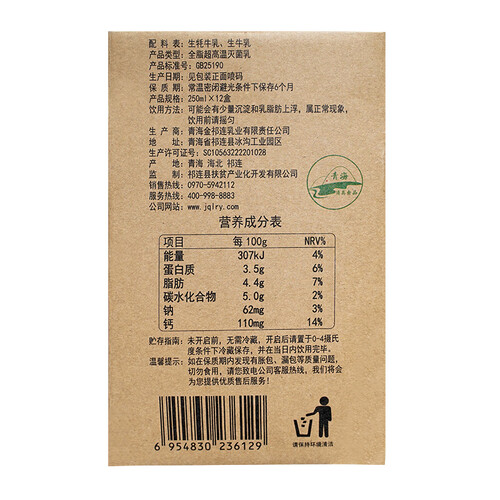 配 料 表：生牦牛乳、生牛乳
产品类型：全脂超高温灭菌乳
产品标准号：GB25190
生产日期：见包装正面喷码
保 质 期：常温密闭避光条件下保存6个月
产品规格：250ml×12盒
饮用方法：可能会有少量沉淀和乳脂肪上浮，属正常现象，
饮用前请摇匀
生 产 商：青海金祁连乳业有限责任公司
地 址：青海省祁连县冰沟工业园区
生产许可证号：SC10563222201028
产 地：青海 海北 祁连
公 司：祁连县扶贫产业化开发有限公司
销售热线：0970-5942112
服务热线：400-998-8883
公司网站：www.jqlry.com
青海
营养成分表
项目 每 100g NRV%
能量 307kJ 4%
蛋白质 3.5g 6%
脂肪 4.4g 7%
碳水化合物 5.0g 2%
钠 62mg 3%
钙 110mg 14%
贮存指南：未开启前，无需冷藏，开启后请置于0-4摄氏
度条件下冷藏保存，并在当日内饮用完毕。
温馨提示：如在保质期内发现有胀包、漏包等质量问题，
切勿食用，请您致电公司客服热线，我们将会
为您提供优质售后服务！
6 954830 236129
请保持环境清洁